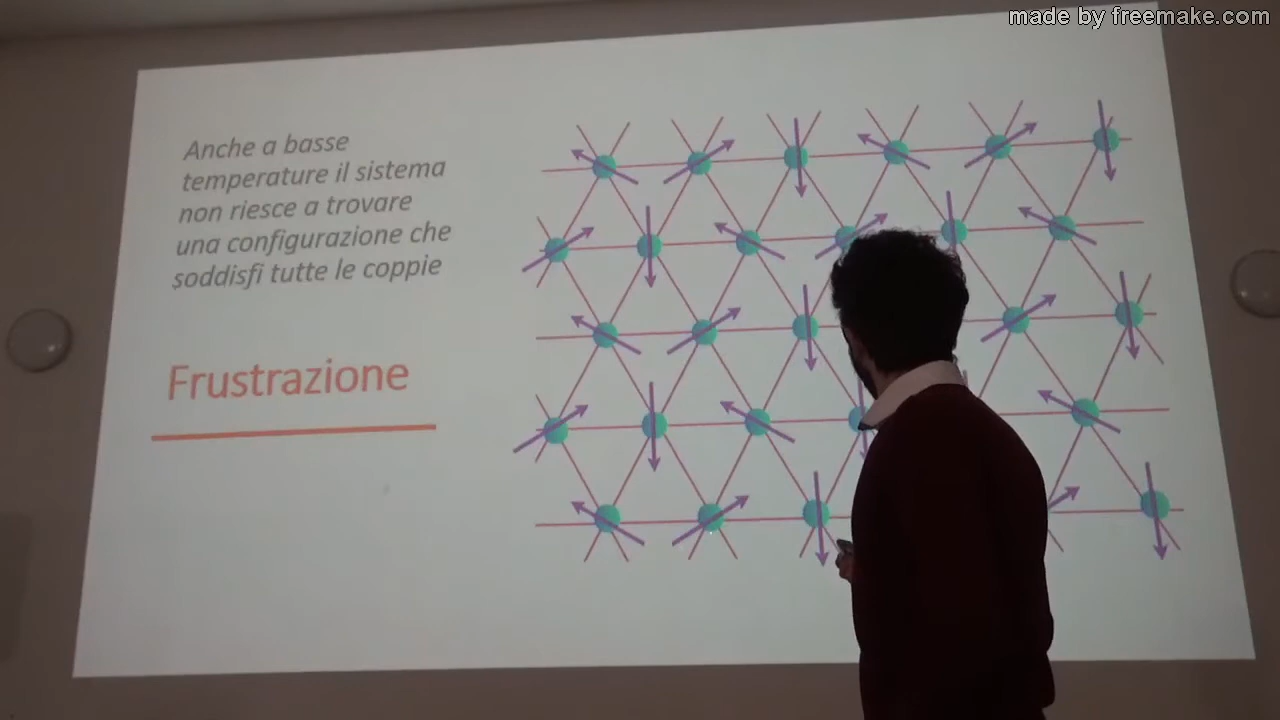 made by freemake.com
Anche a basse
temperature il sistema
non riesce a trovare
una configurazione che
soddisfi tutte le coppie
Frustrazione